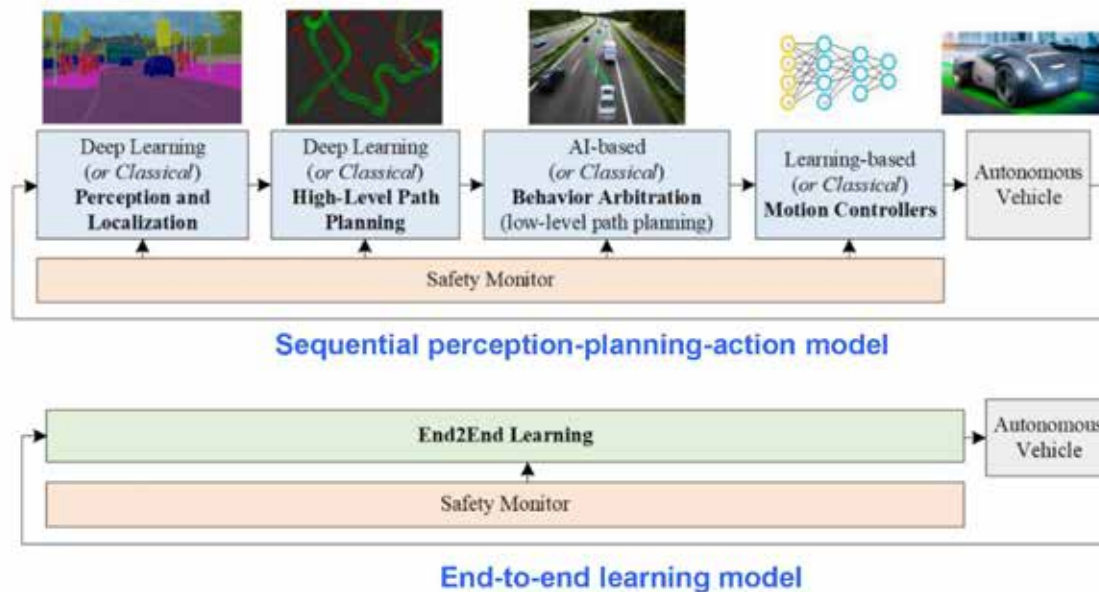 Deep Learning
(or Classical)
Perception and
Localization
Deep Learning
(or Classical)
High-Level Path
Planning
AI-based
(or Classical)
Behavior Arbitration
(low-level path planning)
Learning-based
(or Classical)
Motion Controllers
Autonomous
Vehicle
Safety Monitor
Sequential perception-planning-action model
End2End Learning
Autonomous
Vehicle
Safety Monitor
End-to-end learning model